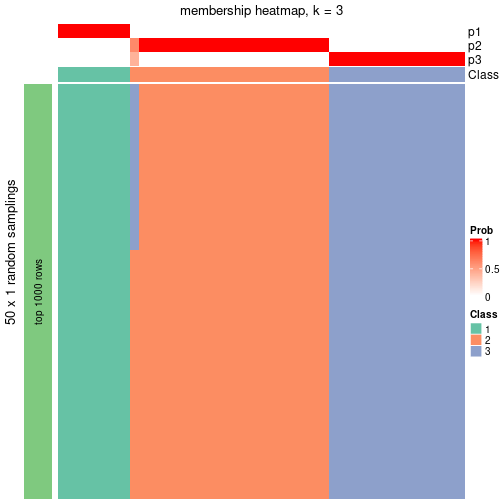 membership heatmap, k = 3
p1
p2
p3
Class
50 x 1 random samplings
top 1000 rows
Prob
1
0.5
0
Class
1
2
3